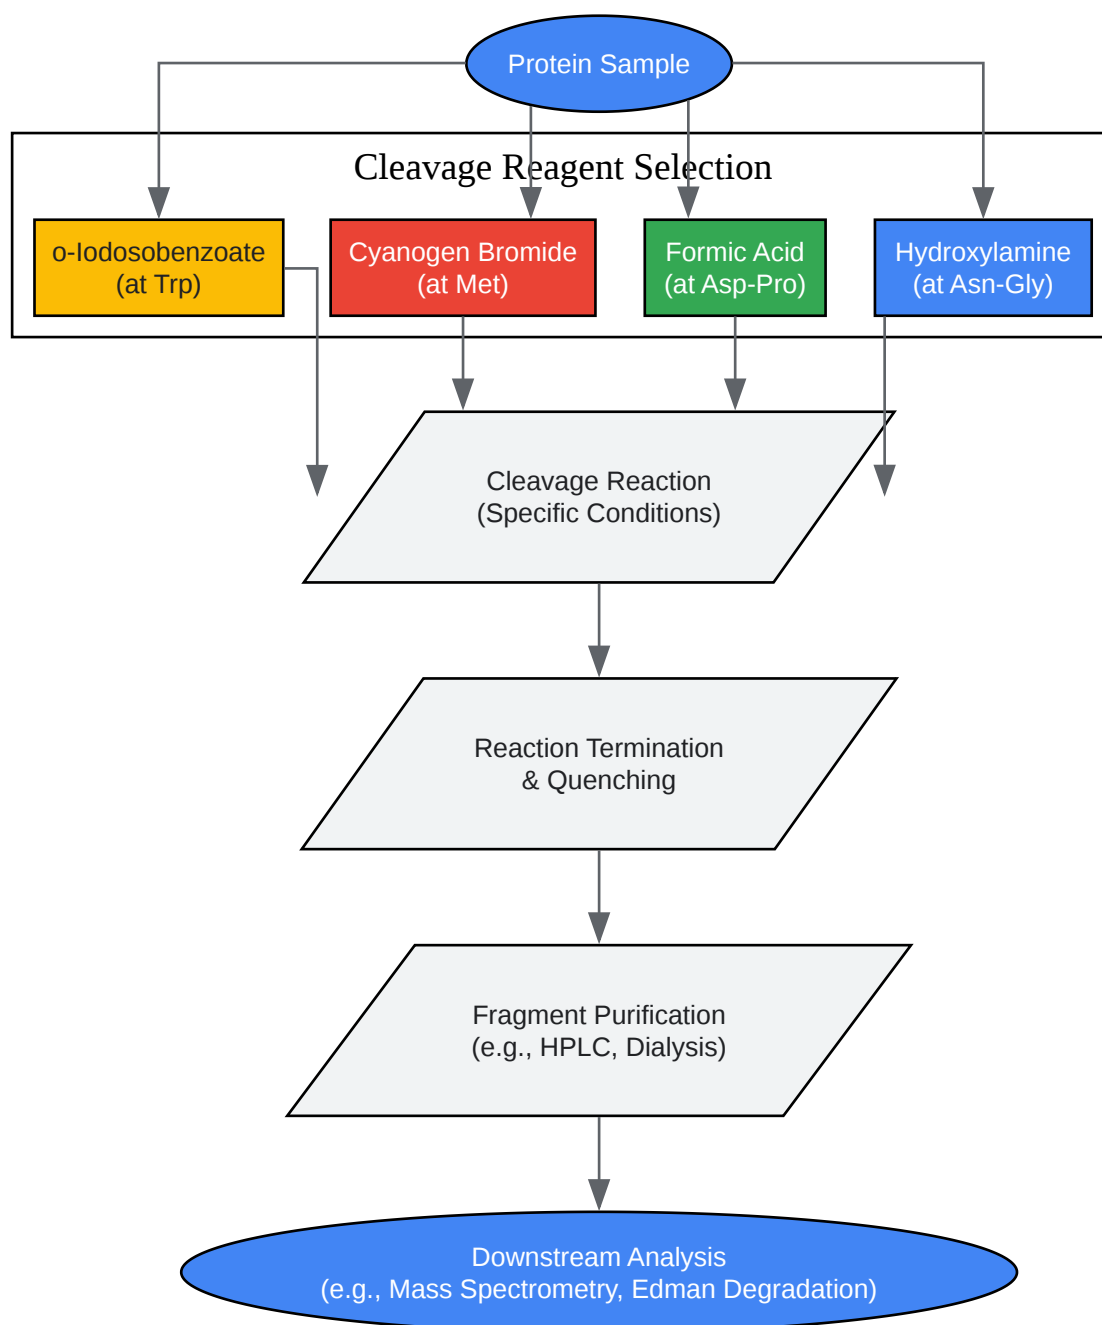 Protein Sample
Cleavage Reagent Selection
o-Iodosobenzoate
(at Trp)
Cyanogen Bromide
(at Met)
Formic Acid
(at Asp-Pro)
Hydroxylamine
(at Asn-Gly)
Cleavage Reaction
(Specific Conditions)
Reaction Termination
& Quenching
Fragment Purification
(e.g., HPLC, Dialysis)
Downstream Analysis
(e.g., Mass Spectrometry, Edman Degradation)